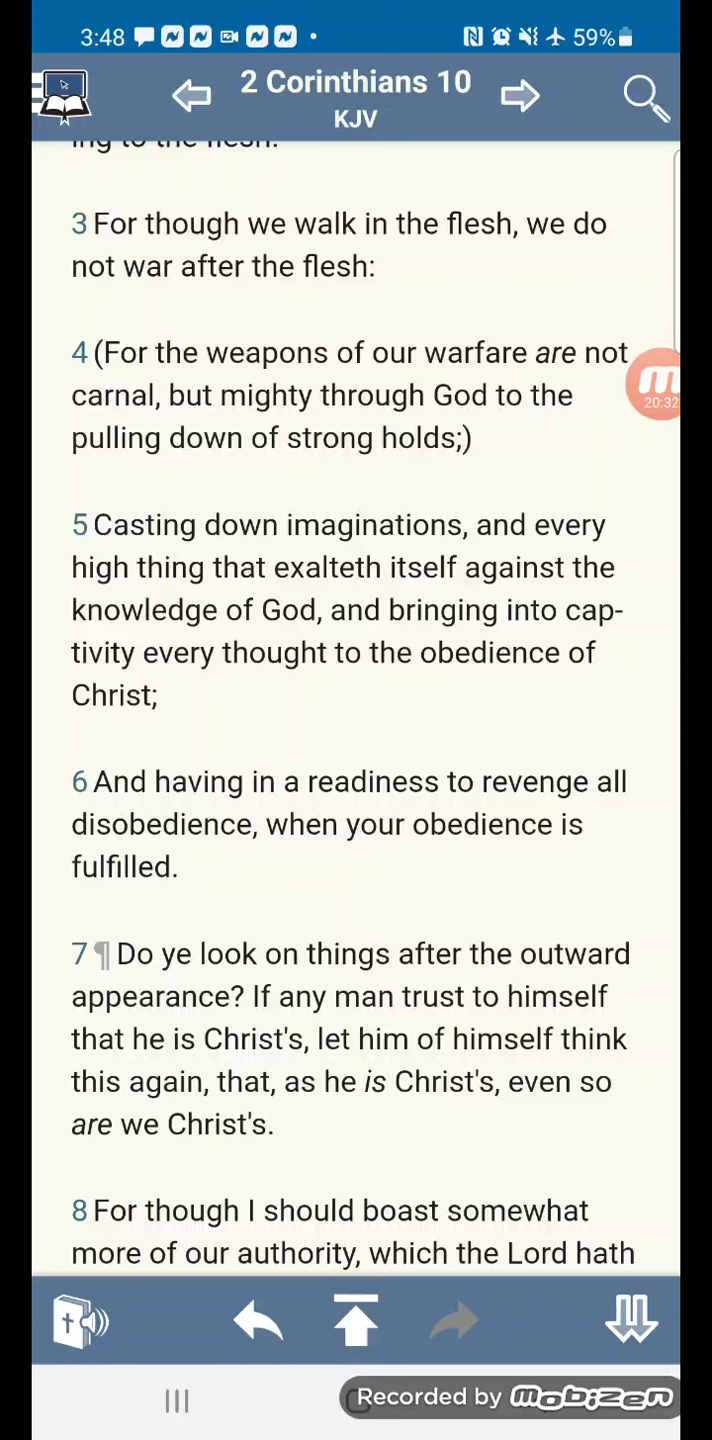 3:48 59%
2 Corinthians 10
KJV
ing to the flesh.
3 For though we walk in the flesh, we do
not war after the flesh:
4 (For the weapons of our warfare are not
carnal, but mighty through God to the
pulling down of strong holds;)
20:32
5 Casting down imaginations, and every
high thing that exalteth itself against the
knowledge of God, and bringing into cap-
tivity every thought to the obedience of
Christ;
6 And having in a readiness to revenge all
disobedience, when your obedience is
fulfilled.
7 ¶ Do ye look on things after the outward
appearance? If any man trust to himself
that he is Christ's, let him of himself think
this again, that, as he is Christ's, even so
are we Christ's.
8 For though I should boast somewhat
more of our authority, which the Lord hath
Recorded by mobizen